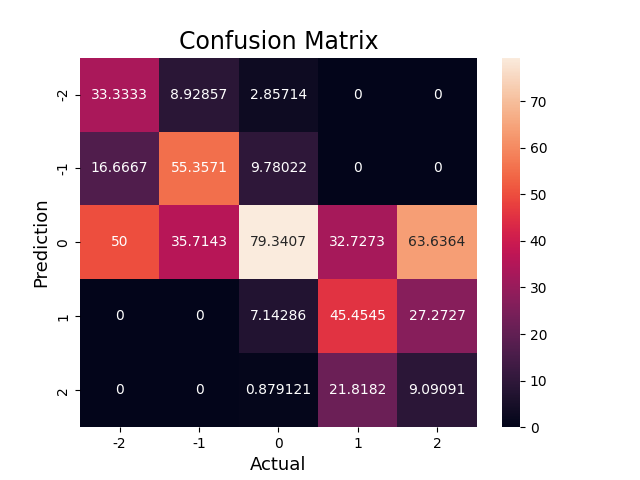 Confusion Matrix
-2 33.3333 8.92857 2.85714 0 0
-1 16.6667 55.3571 9.78022 0 0
0 50 35.7143 79.3407 32.7273 63.6364
1 0 0 7.14286 45.4545 27.2727
2 0 0 0.879121 21.8182 9.09091
-2 -1 0 1 2
Prediction
Actual
70
60
50
40
30
20
10
0